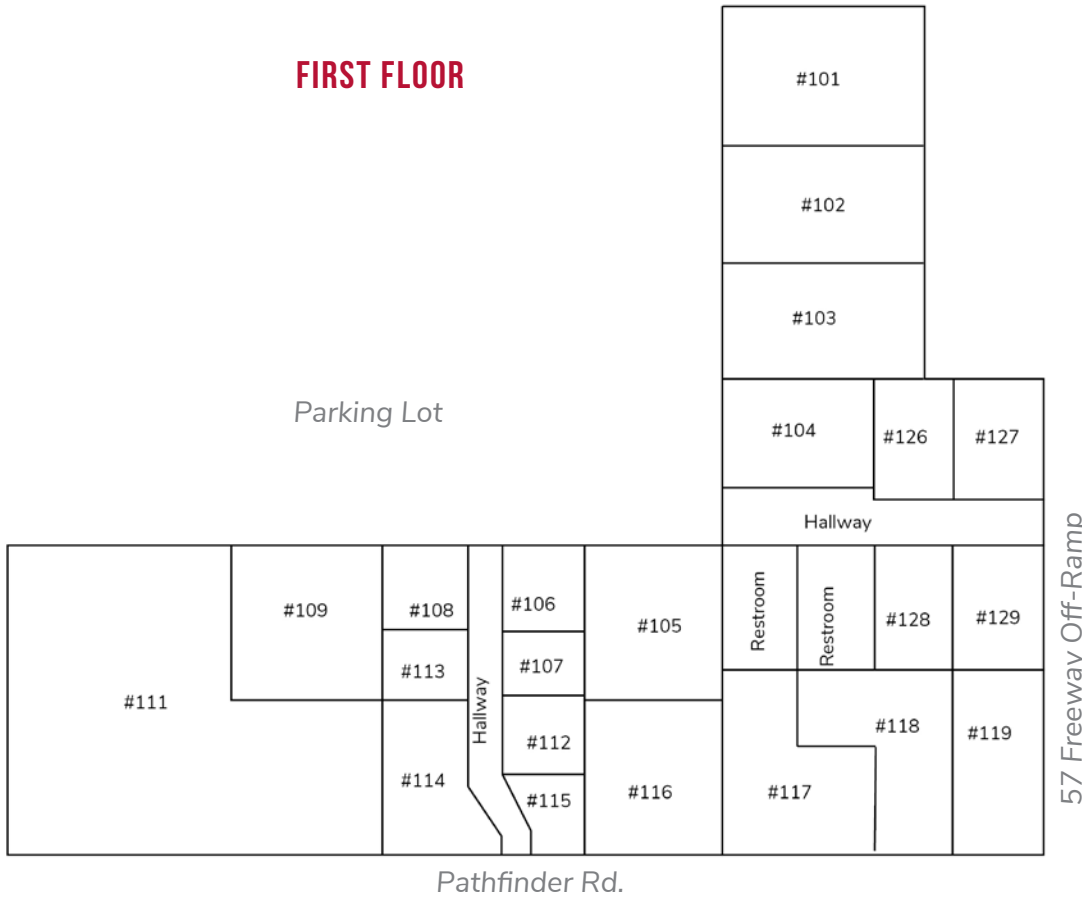 FIRST FLOOR
#101
#102
#103
Parking Lot
#104
#126
#127
Hallway
#109
#108
#106
#105
Restroom
Restroom
#128
#129
#113
#107
#111
Hallway
#112
#114
#115
#116
#117
#118
#119
57 Freeway Off-Ramp
Pathfinder Rd.